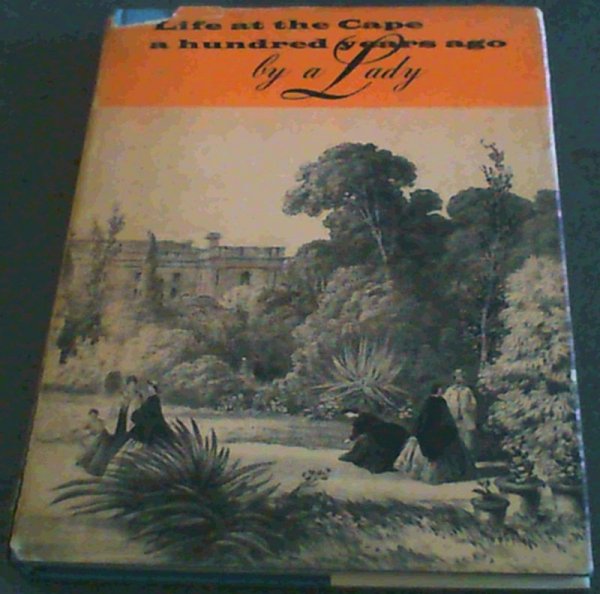 Life at the Cape
a hundred years ago
by a Lady